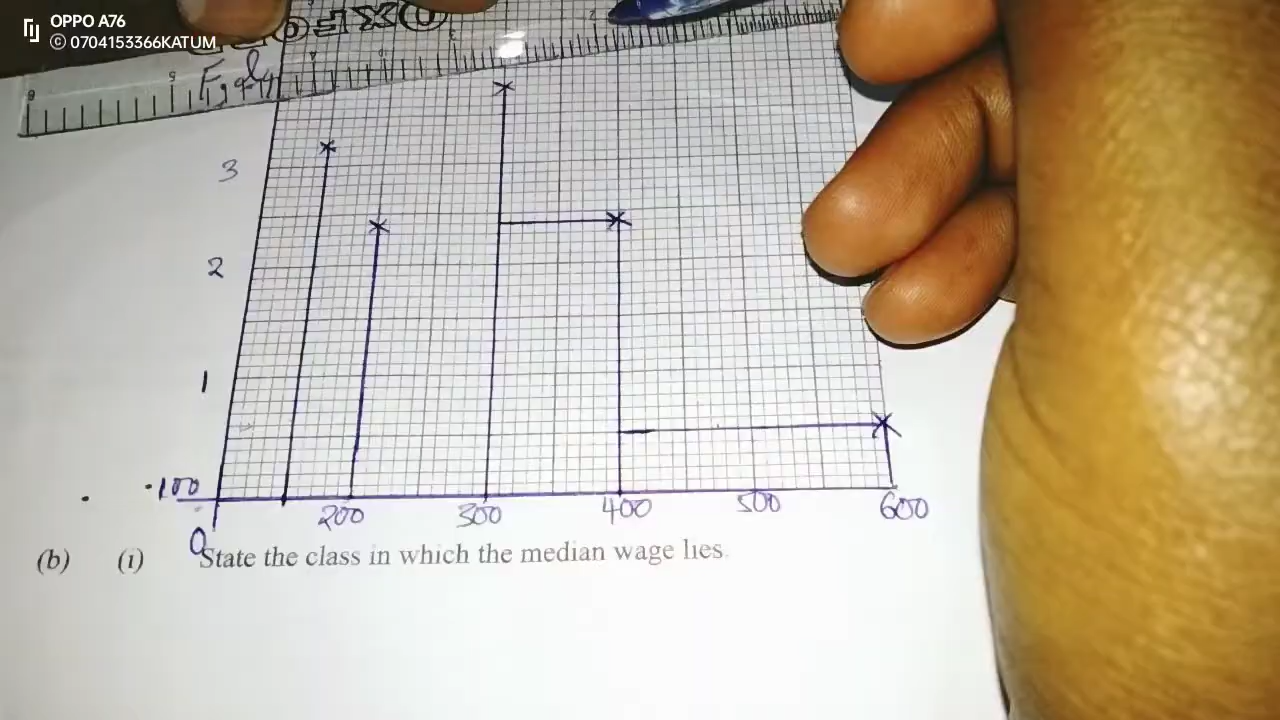 OPPO A76
© 0704153366KATUM
OXFO
3
2
1
100
0
200
300
400
500
600
(b) (i) State the class in which the median wage lies.